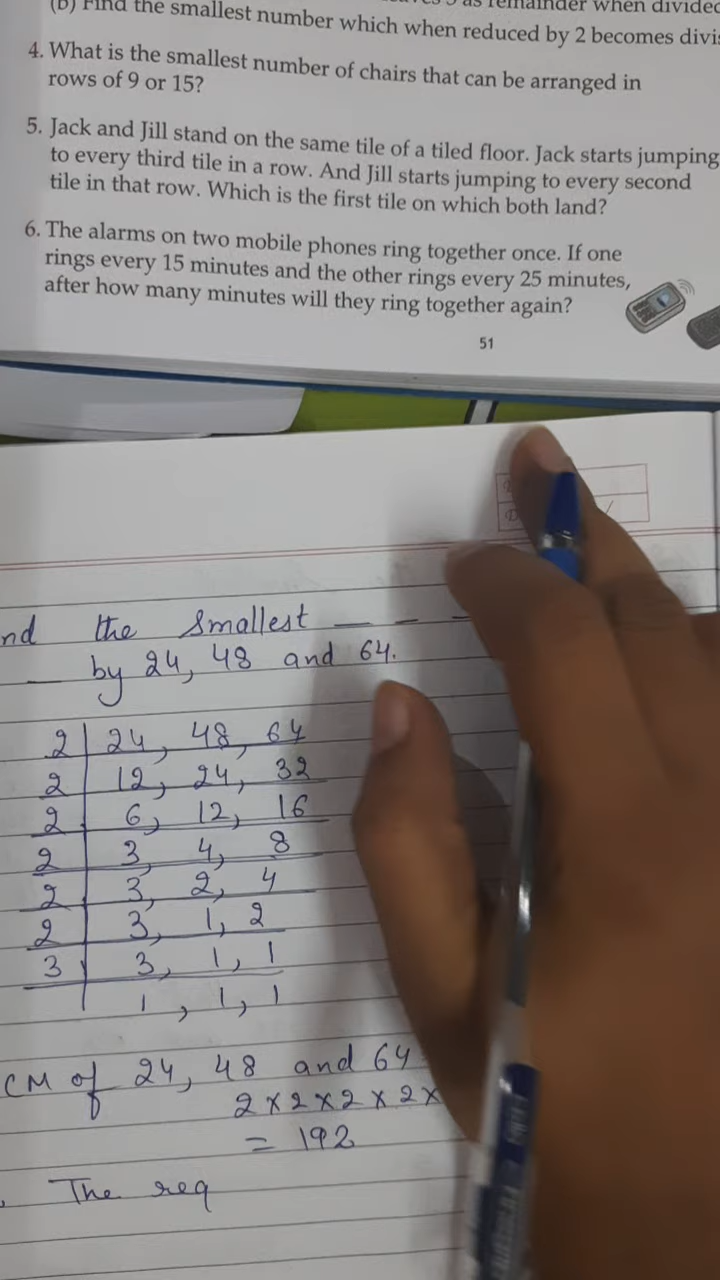 as remainder when divided
(b) Find the smallest number which when reduced by 2 becomes divis
4. What is the smallest number of chairs that can be arranged in
rows of 9 or 15?
5. Jack and Jill stand on the same tile of a tiled floor. Jack starts jumping
to every third tile in a row. And Jill starts jumping to every second
tile in that row. Which is the first tile on which both land?
6. The alarms on two mobile phones ring together once. If one
rings every 15 minutes and the other rings every 25 minutes,
after how many minutes will they ring together again?
51
nd the smallest — — —
— by 24, 48 and 64.
2 24, 48, 64
2 12, 24, 32
2 6, 12, 16
2 3, 4, 8
2 3, 2, 4
2 3, 1, 2
3 3, 1, 1
1, 1, 1
CM of 24, 48 and 64
2 × 2 × 2 × 2 ×
= 192
The req